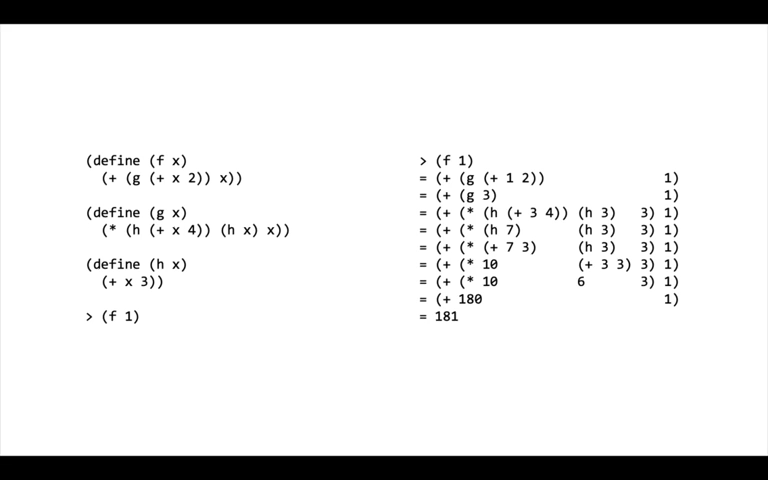 (define (f x)
(+ (g (+ x 2)) x))
(define (g x)
(* (h (+ x 4)) (h x) x))
(define (h x)
(+ x 3))
> (f 1)
> (f 1)
= (+ (g (+ 1 2)) 1)
= (+ (g 3) 1)
= (+ (* (h (+ 3 4)) (h 3) 3) 1)
= (+ (* (h 7) (h 3) 3) 1)
= (+ (* (+ 7 3) (h 3) 3) 1)
= (+ (* 10 (+ 3 3) 3) 1)
= (+ (* 10 6 3) 1)
= (+ 180 1)
= 181